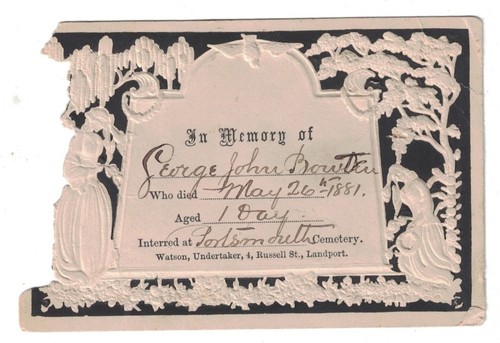 In Memory of
George John Bowden
Who died May 26th 1881.
Aged 1 Day.
Interred at Portsmouth Cemetery.
Watson, Undertaker, 4, Russell St., Landport.